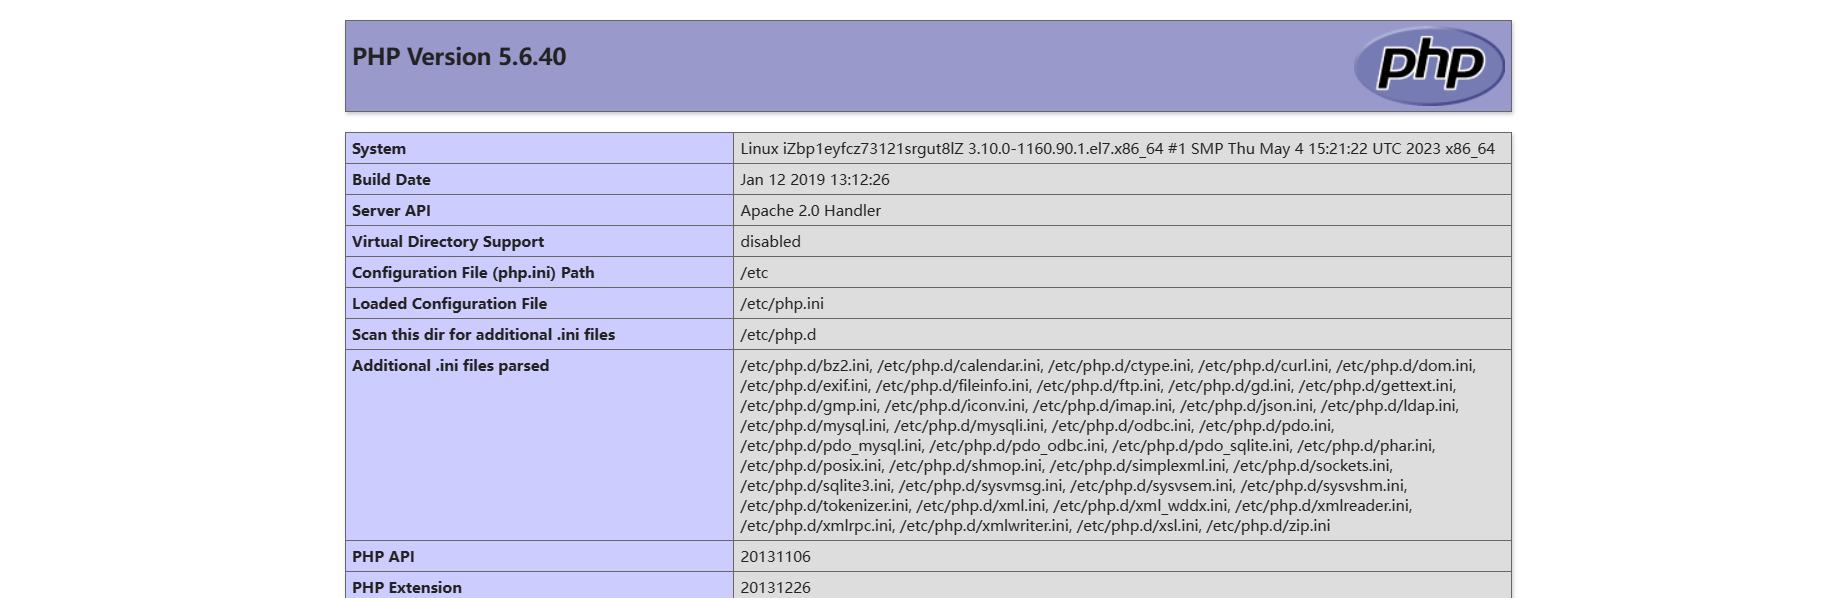 PHP Version 5.6.40
php
System Linux iZbp1eyfcz73121srgut8lZ 3.10.0-1160.90.1.el7.x86_64 #1 SMP Thu May 4 15:21:22 UTC 2023 x86_64
Build Date Jan 12 2019 13:12:26
Server API Apache 2.0 Handler
Virtual Directory Support disabled
Configuration File (php.ini) Path /etc
Loaded Configuration File /etc/php.ini
Scan this dir for additional .ini files /etc/php.d
Additional .ini files parsed /etc/php.d/bz2.ini, /etc/php.d/calendar.ini, /etc/php.d/ctype.ini, /etc/php.d/curl.ini, /etc/php.d/dom.ini,
/etc/php.d/exif.ini, /etc/php.d/fileinfo.ini, /etc/php.d/ftp.ini, /etc/php.d/gd.ini, /etc/php.d/gettext.ini,
/etc/php.d/gmp.ini, /etc/php.d/iconv.ini, /etc/php.d/imap.ini, /etc/php.d/json.ini, /etc/php.d/ldap.ini,
/etc/php.d/mysql.ini, /etc/php.d/mysqli.ini, /etc/php.d/odbc.ini, /etc/php.d/pdo.ini,
/etc/php.d/pdo_mysql.ini, /etc/php.d/pdo_odbc.ini, /etc/php.d/pdo_sqlite.ini, /etc/php.d/phar.ini,
/etc/php.d/posix.ini, /etc/php.d/shmop.ini, /etc/php.d/simplexml.ini, /etc/php.d/sockets.ini,
/etc/php.d/sqlite3.ini, /etc/php.d/sysvmsg.ini, /etc/php.d/sysvsem.ini, /etc/php.d/sysvshm.ini,
/etc/php.d/tokenizer.ini, /etc/php.d/xml.ini, /etc/php.d/xml_wddx.ini, /etc/php.d/xmlreader.ini,
/etc/php.d/xmlrpc.ini, /etc/php.d/xmlwriter.ini, /etc/php.d/xsl.ini, /etc/php.d/zip.ini
PHP API 20131106
PHP Extension 20131226